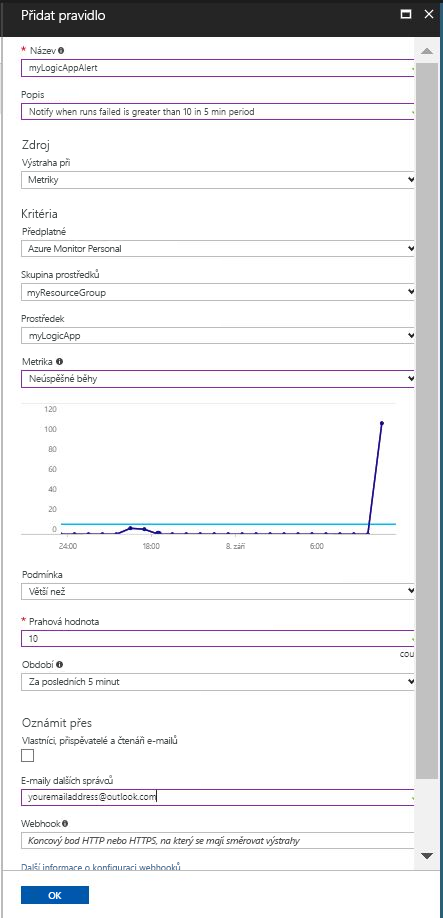 Přidat pravidlo
* Název
myLogicAppAlert
Popis
Notify when runs failed is greater than 10 in 5 min period
Zdroj
Výstraha při
Metriky
Kritéria
Předplatné
Azure Monitor Personal
Skupina prostředků
myResourceGroup
Prostředek
myLogicApp
Metrika
Neúspěšné běhy
120
100
80
60
40
20
0
24:00 18:00 8. září 6:00
Podmínka
Větší než
* Prahová hodnota
10
cou
Období
Za posledních 5 minut
Oznámit přes
Vlastníci, přispěvatelé a čtenáři e-mailů
E-maily dalších správců
youremailaddress@outlook.com
Webhook
Koncový bod HTTP nebo HTTPS, na který se mají směrovat výstrahy
Další informace o konfiguraci webhooků
OK